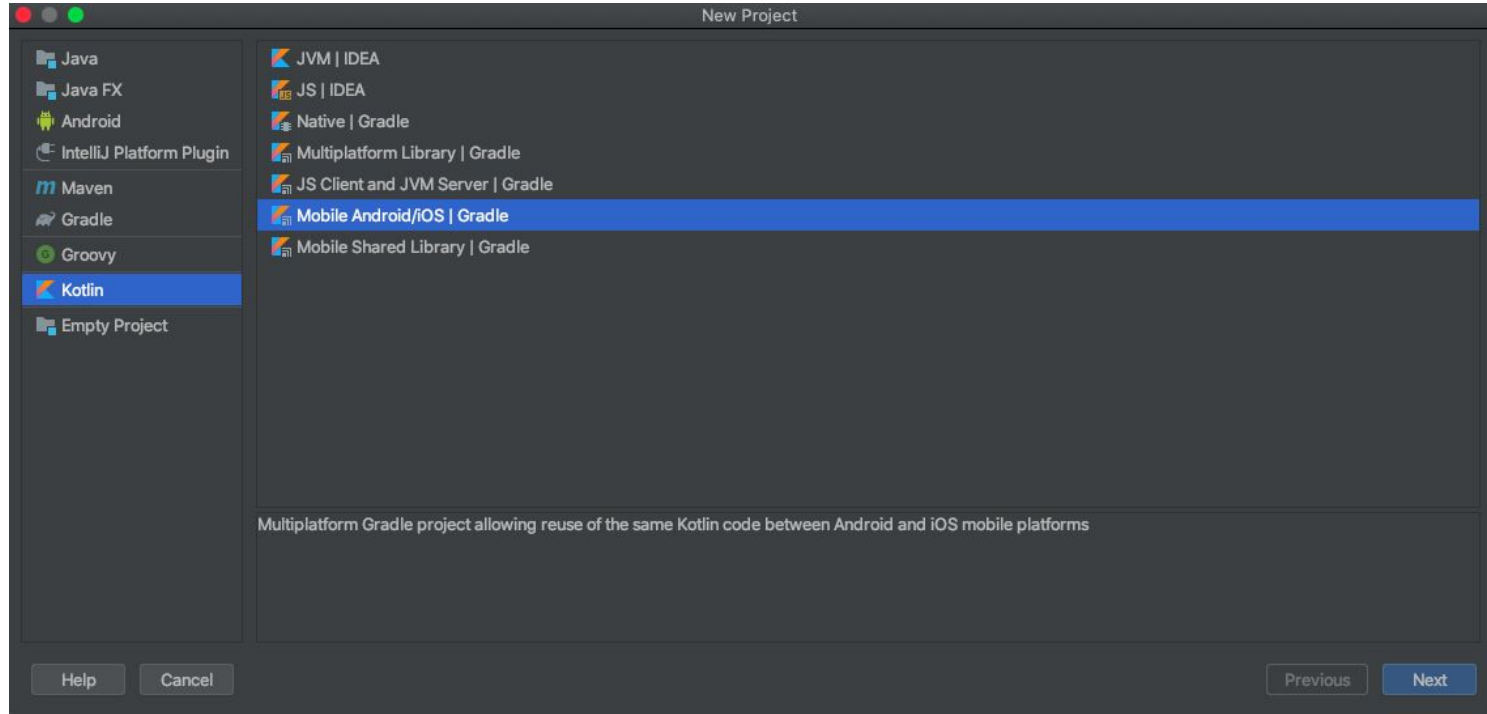 New Project
Java
Java FX
Android
IntelliJ Platform Plugin
Maven
Gradle
Groovy
Kotlin
Empty Project
JVM | IDEA
JS | IDEA
Native | Gradle
Multiplatform Library | Gradle
JS Client and JVM Server | Gradle
Mobile Android/iOS | Gradle
Mobile Shared Library | Gradle
Multiplatform Gradle project allowing reuse of the same Kotlin code between Android and iOS mobile platforms
Help Cancel Previous Next